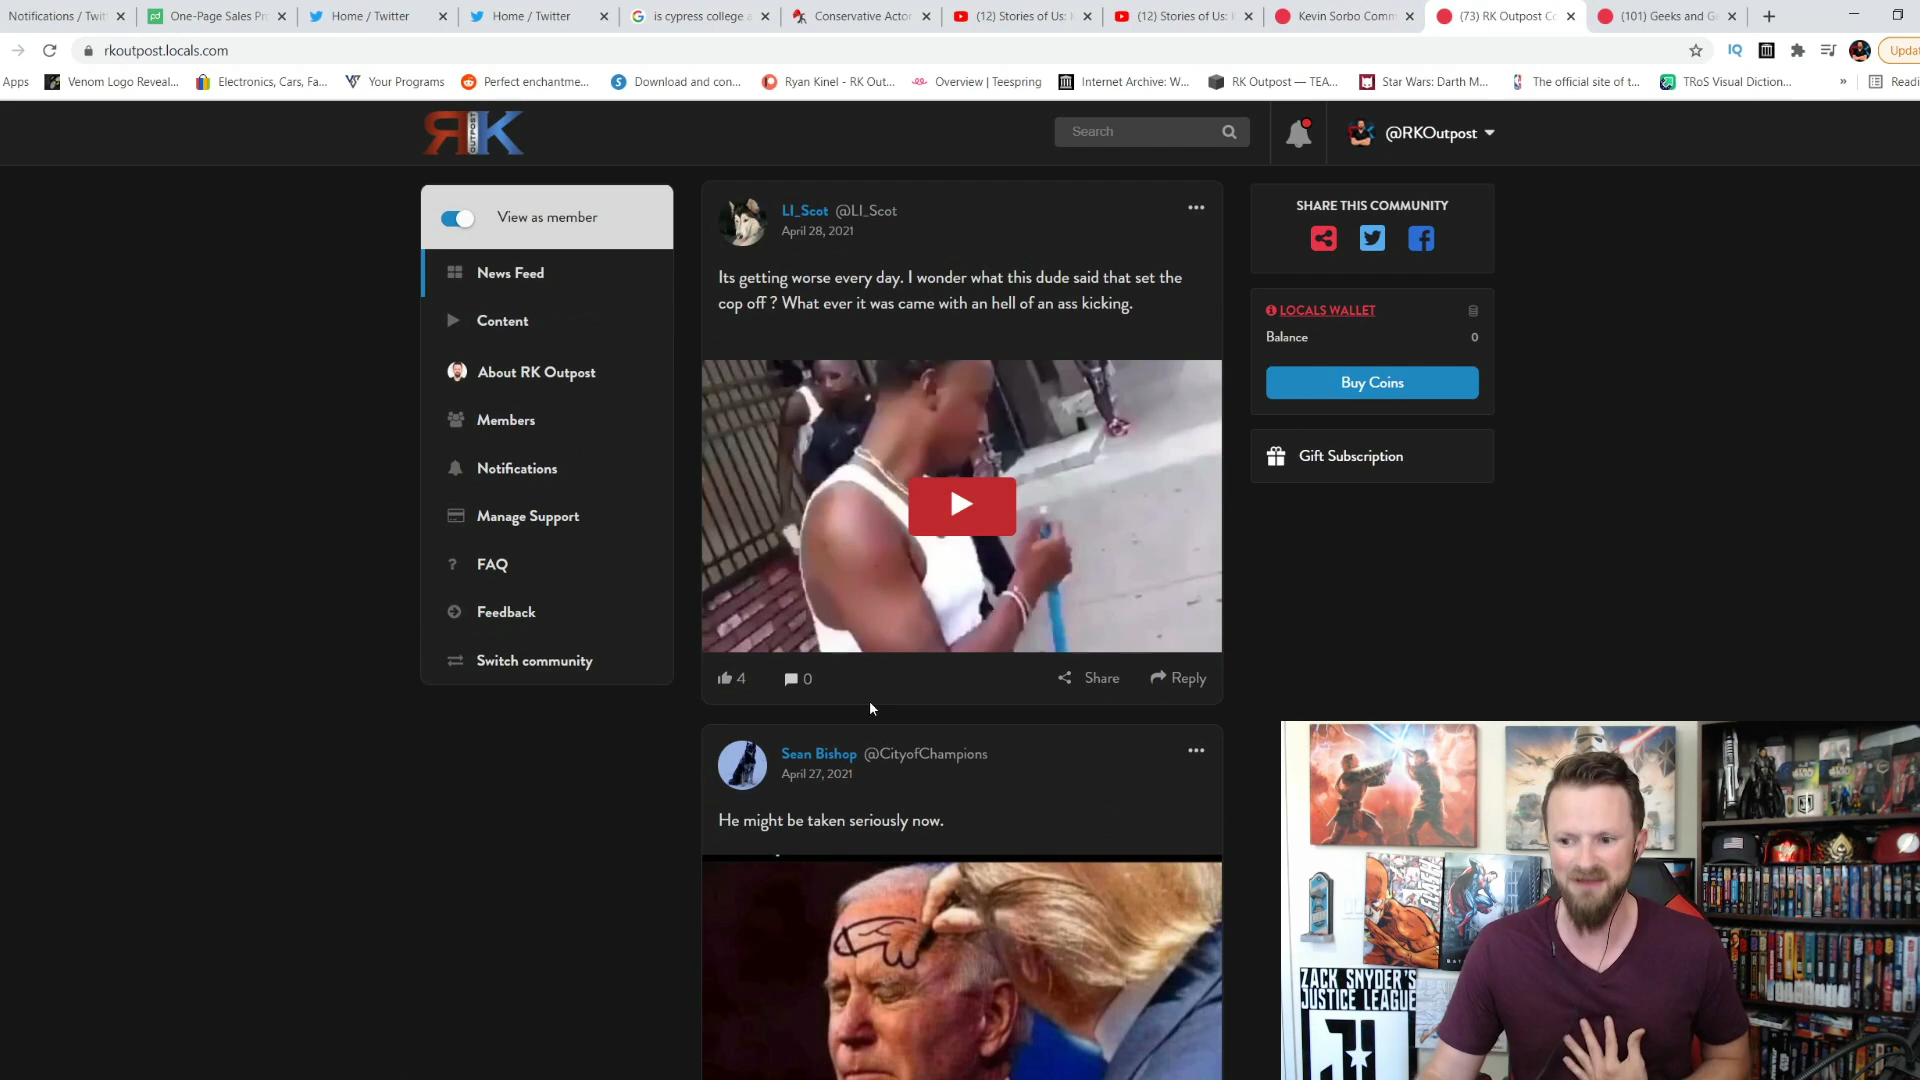 Notifications / Twit
One-Page Sales Pr
Home / Twitter
Home / Twitter
is cypress college a
Conservative Actor
(12) Stories of Us:
(12) Stories of Us:
Kevin Sorbo Comm
(73) RK Outpost Co
(101) Geeks and G
rkoutpost.locals.com
IQ
Updat
Apps
Venom Logo Reveal...
Electronics, Cars, Fa...
Your Programs
Perfect enchantme...
Download and con...
Ryan Kinel - RK Out...
Overview | Teespring
Internet Archive: W...
RK Outpost — TEA...
Star Wars: Darth M...
The official site of t...
TRoS Visual Diction...
»
Readi
RK OUTPOST
Search
@RKOutpost
View as member
News Feed
Content
About RK Outpost
Members
Notifications
Manage Support
FAQ
Feedback
Switch community
LI_Scot @LI_Scot
April 28, 2021
Its getting worse every day. I wonder what this dude said that set the
cop off ? What ever it was came with an hell of an ass kicking.
4
0
Share
Reply
Sean Bishop @CityofChampions
April 27, 2021
He might be taken seriously now.
SHARE THIS COMMUNITY
LOCALS WALLET
Balance
0
Buy Coins
Gift Subscription
ZACK SNYDER'S
JUSTICE LEAGUE